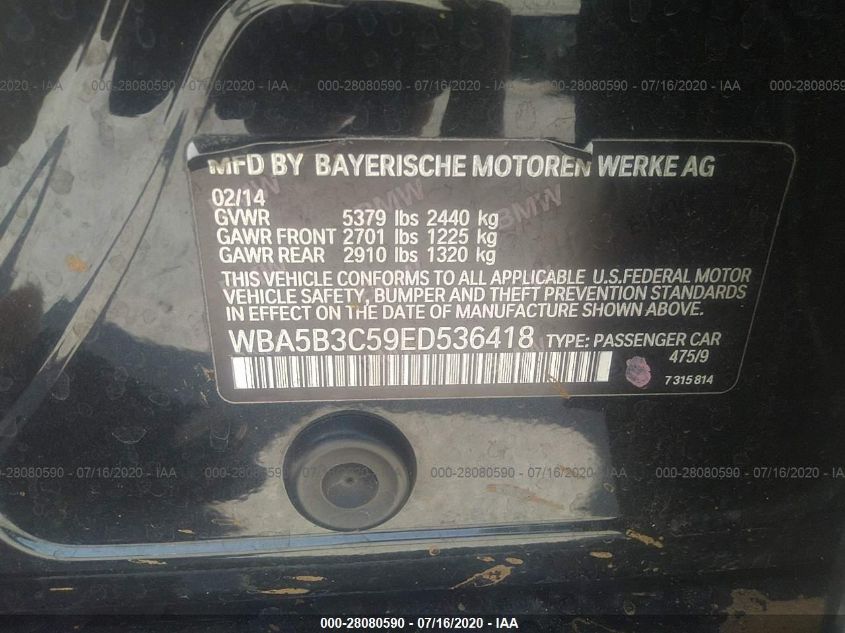 000-28080590 - 07/16/2020 - IAA
MFD BY BAYERISCHE MOTOREN WERKE AG
02/14
GVWR 5379 lbs 2440 kg
GAWR FRONT 2701 lbs 1225 kg
GAWR REAR 2910 lbs 1320 kg
THIS VEHICLE CONFORMS TO ALL APPLICABLE U.S.FEDERAL MOTOR
VEHICLE SAFETY, BUMPER AND THEFT PREVENTION STANDARDS
IN EFFECT ON THE DATE OF MANUFACTURE SHOWN ABOVE.
WBA5B3C59ED536418 TYPE: PASSENGER CAR
475/9
7 315 814
000-28080590 - 07/16/2020 - IAA
000-28080590 - 07/16/2020 - IAA